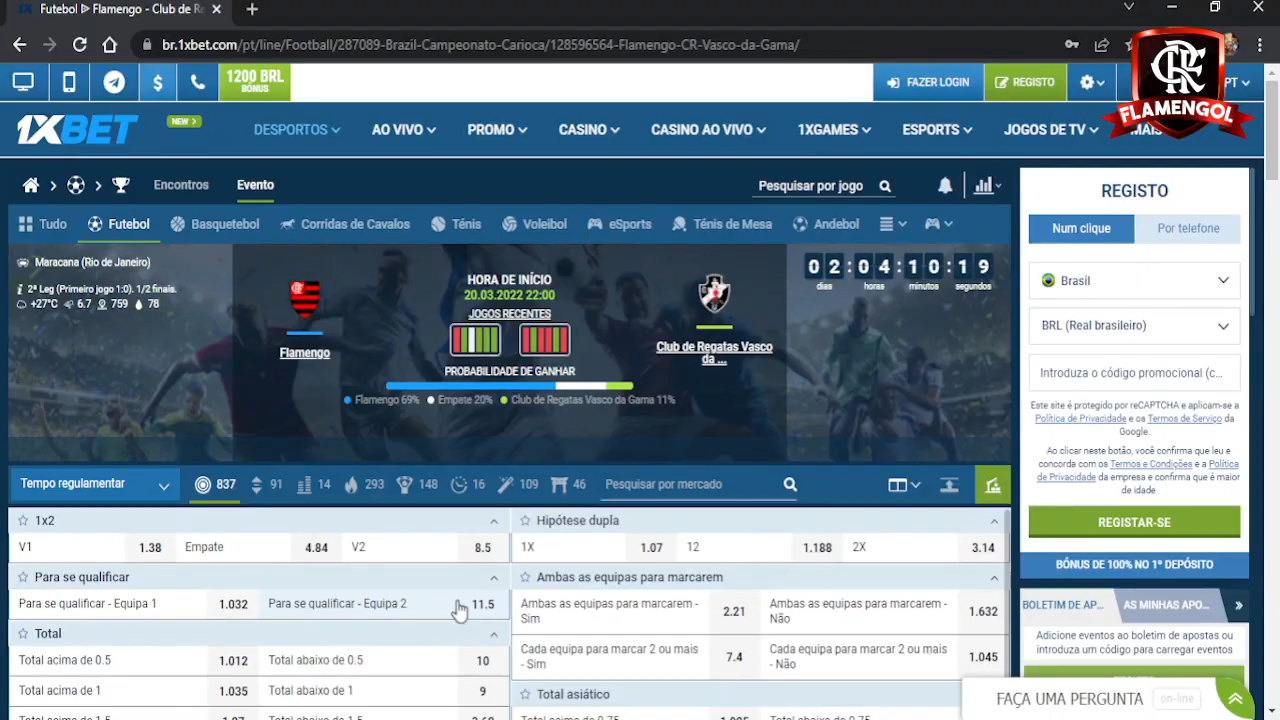 Futebol ᐉ Flamengo - Club de R
br.1xbet.com/pt/line/Football/287089-Brazil-Campeonato-Carioca/128596564-Flamengo-CR-Vasco-da-Gama/
1200 BRL
BÓNUS
FAZER LOGIN
REGISTO
PT
CRF
FLAMENGOL
1XBET
NEW >
DESPORTOS
AO VIVO
PROMO
CASINO
CASINO AO VIVO
1XGAMES
ESPORTS
JOGOS DE TV
MAIS
Encontros
Evento
Pesquisar por jogo
Tudo
Futebol
Basquetebol
Corridas de Cavalos
Ténis
Voleibol
eSports
Ténis de Mesa
Andebol
Maracana (Rio de Janeiro)
2ª Leg (Primeiro jogo 1:0). 1/2 finais.
+27°C 6.7 759 78
Flamengo
HORA DE INÍCIO
20.03.2022 22:00
JOGOS RECENTES
PROBABILIDADE DE GANHAR
Flamengo 69% Empate 20% Club de Regatas Vasco da Gama 11%
Club de Regatas Vasco
da ...
02:04:10:19
dias horas minutos segundos
REGISTO
Num clique
Por telefone
Brasil
BRL (Real brasileiro)
Introduza o código promocional (c...
Este site é protegido por reCAPTCHA e aplicam-se a
Política de Privacidade e os Termos de Serviço da
Google.
Ao clicar neste botão, você confirma que leu e
concorda com os Termos e Condições e a Política
de Privacidade da empresa e confirma que é maior
de idade
REGISTAR-SE
BÓNUS DE 100% NO 1º DEPÓSITO
BOLETIM DE AP...
AS MINHAS APO...
Adicione eventos ao boletim de apostas ou
introduza um código para carregar eventos
Tempo regulamentar
837
91
14
293
148
16
109
46
Pesquisar por mercado
1x2
V1 1.38 Empate 4.84 V2 8.5
Para se qualificar
Para se qualificar - Equipa 1 1.032 Para se qualificar - Equipa 2 11.5
Total
Total acima de 0.5 1.012 Total abaixo de 0.5 10
Total acima de 1 1.035 Total abaixo de 1 9
Hipótese dupla
1X 1.07 12 1.188 2X 3.14
Ambas as equipas para marcarem
Ambas as equipas para marcarem - 2.21 Ambas as equipas para marcarem - 1.632
Sim Não
Cada equipa para marcar 2 ou mais 7.4 Cada equipa para marcar 2 ou mais 1.045
- Sim - Não
Total asiático
FAÇA UMA PERGUNTA on-line